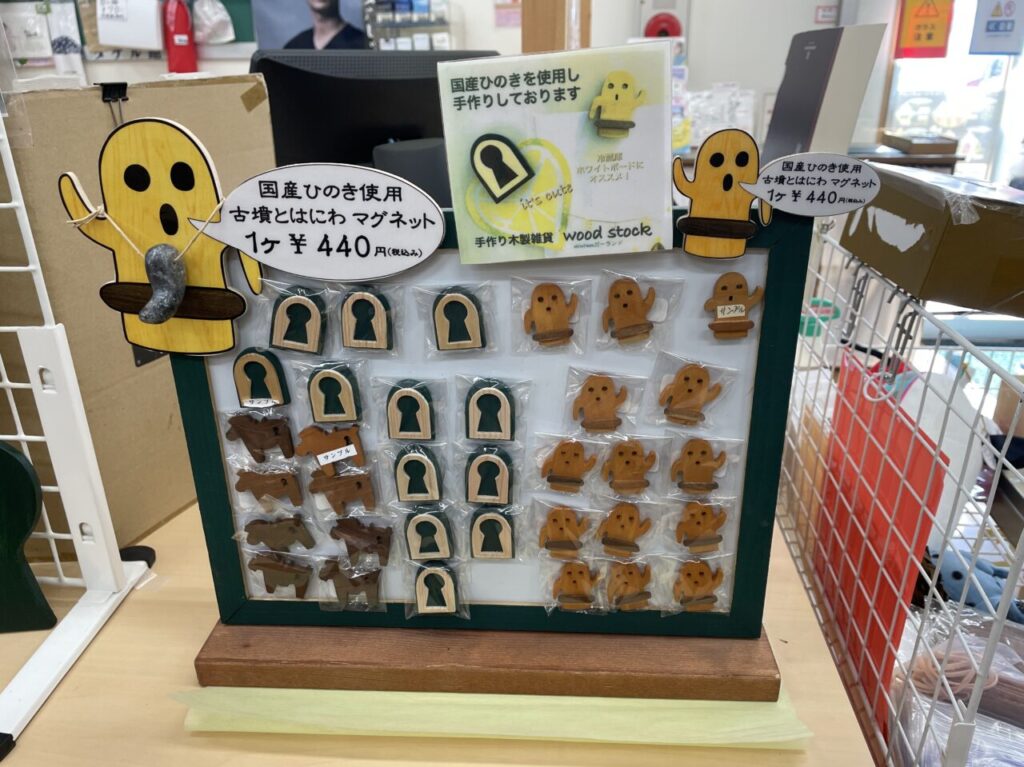 国産ひのきを使用し
手作りしております
冷蔵庫
ホワイトボードに
オススメ!
it's outs
手作り木製雑貨 wood stock
国産ひのき使用
古墳とはにわ マグネット
1ヶ ¥440円(税込み)
国産ひのき使用
古墳とはにわ マグネット
1ヶ ¥440円(税込み)
サンプル
サンプル
サンプル